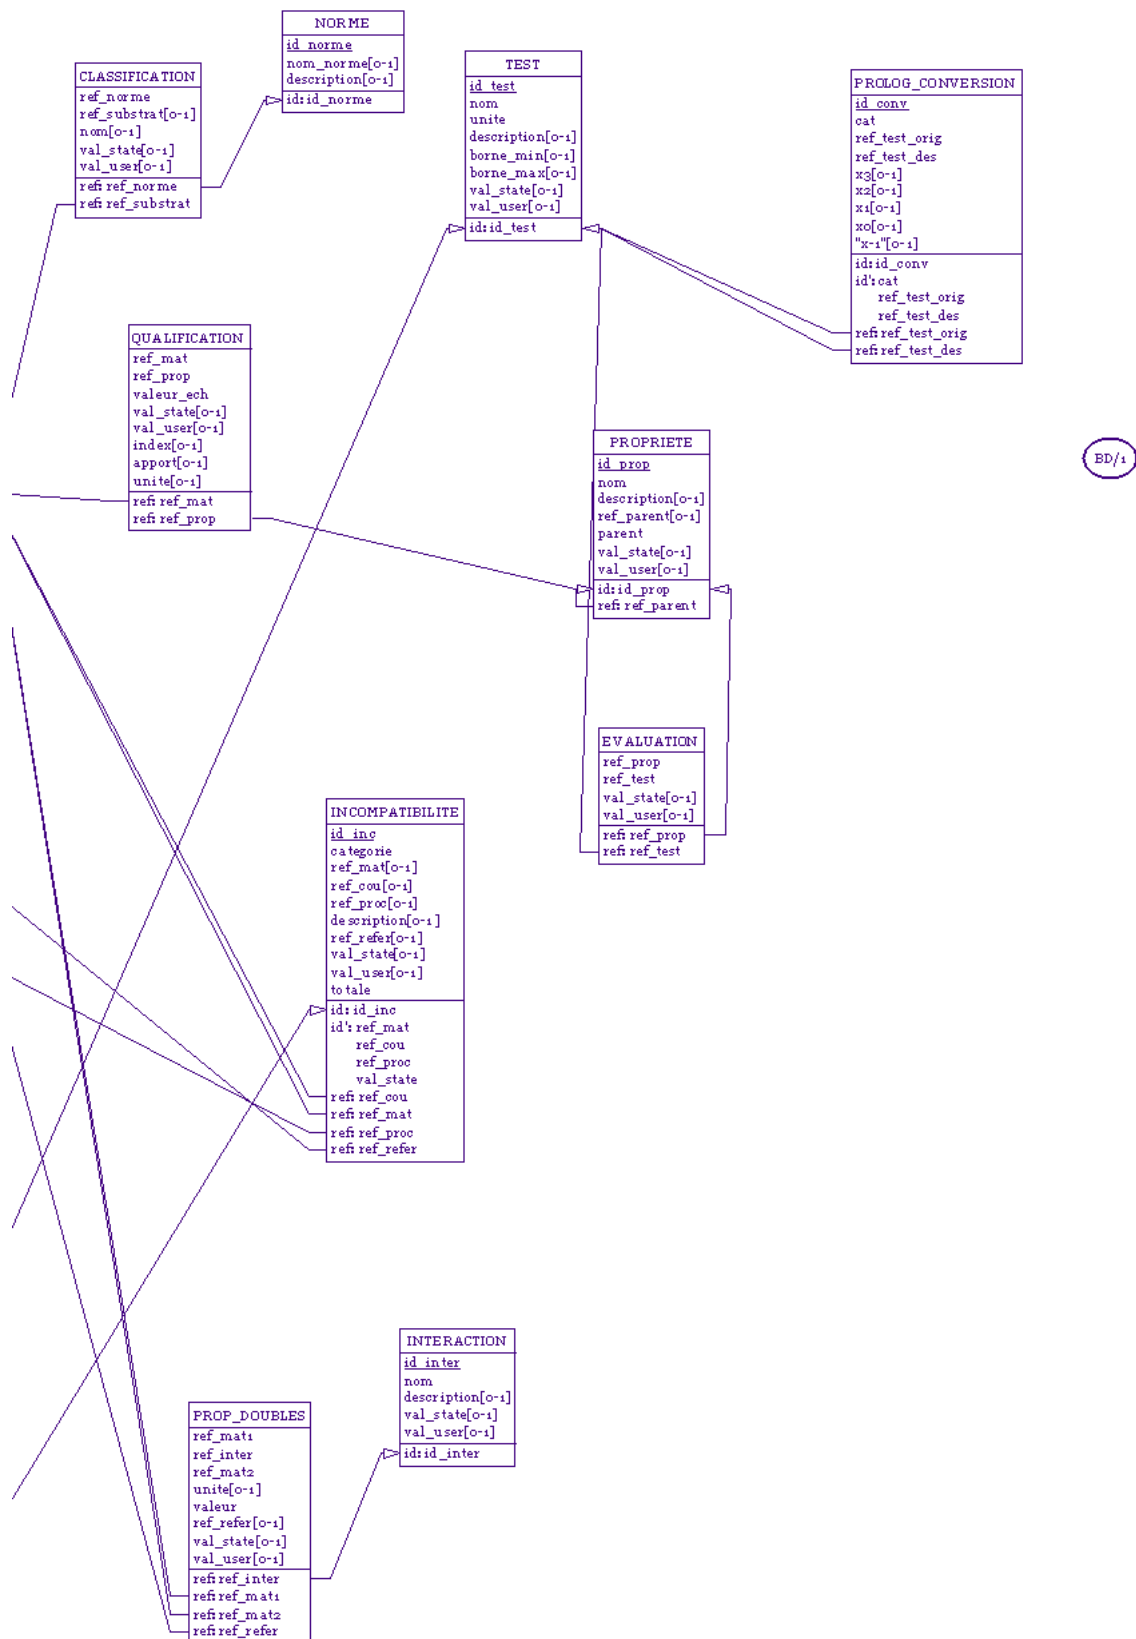 NORME
id_norme
nom_norme[0-1]
description[0-1]
id:id_norme
CLASSIFICATION
ref_norme
ref_substrat[0-1]
nom[0-1]
val_state[0-1]
val_user[0-1]
ref: ref_norme
ref: ref_substrat
TEST
id_test
nom
unite
description[0-1]
borne_min[0-1]
borne_max[0-1]
val_state[0-1]
val_user[0-1]
id:id_test
PROLOG_CONVERSION
id_conv
cat
ref_test_orig
ref_test_des
x3[0-1]
x2[0-1]
x1[0-1]
x0[0-1]
"x-1"[0-1]
id:id_conv
id':cat
ref_test_orig
ref_test_des
ref:ref_test_orig
ref:ref_test_des
QUALIFICATION
ref_mat
ref_prop
valeur_ech
val_state[0-1]
val_user[0-1]
index[0-1]
apport[0-1]
unite[0-1]
ref: ref_mat
ref: ref_prop
PROPRIETE
id_prop
nom
description[0-1]
ref_parent[0-1]
parent
val_state[0-1]
val_user[0-1]
id:id_prop
ref: ref_parent
BD/1
EVALUATION
ref_prop
ref_test
val_state[0-1]
val_user[0-1]
ref: ref_prop
ref: ref_test
INCOMPATIBILITE
id_inc
categorie
ref_mat[0-1]
ref_cou[0-1]
ref_proc[0-1]
description[0-1]
ref_refer[0-1]
val_state[0-1]
val_user[0-1]
totale
id:id_inc
id': ref_mat
ref_cou
ref_proc
val_state
ref: ref_cou
ref: ref_mat
ref: ref_proc
ref: ref_refer
INTERACTION
id_inter
nom
description[0-1]
val_state[0-1]
val_user[0-1]
id:id_inter
PROP_DOUBLES
ref_mat1
ref_inter
ref_mat2
unite[0-1]
valeur
ref_refer[0-1]
val_state[0-1]
val_user[0-1]
ref:ref_inter
ref:ref_mat1
ref:ref_mat2
ref:ref_refer